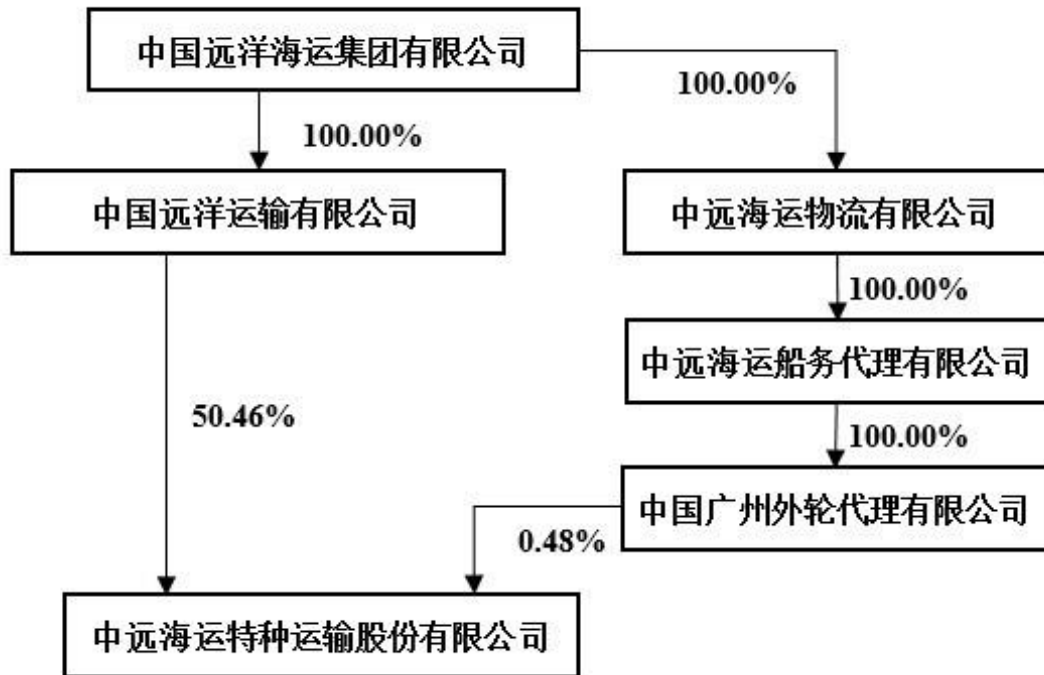 中国远洋海运集团有限公司
100.00%
100.00%
中国远洋运输有限公司
中远海运物流有限公司
100.00%
中远海运船务代理有限公司
50.46%
100.00%
中国广州外轮代理有限公司
0.48%
中远海运特种运输股份有限公司